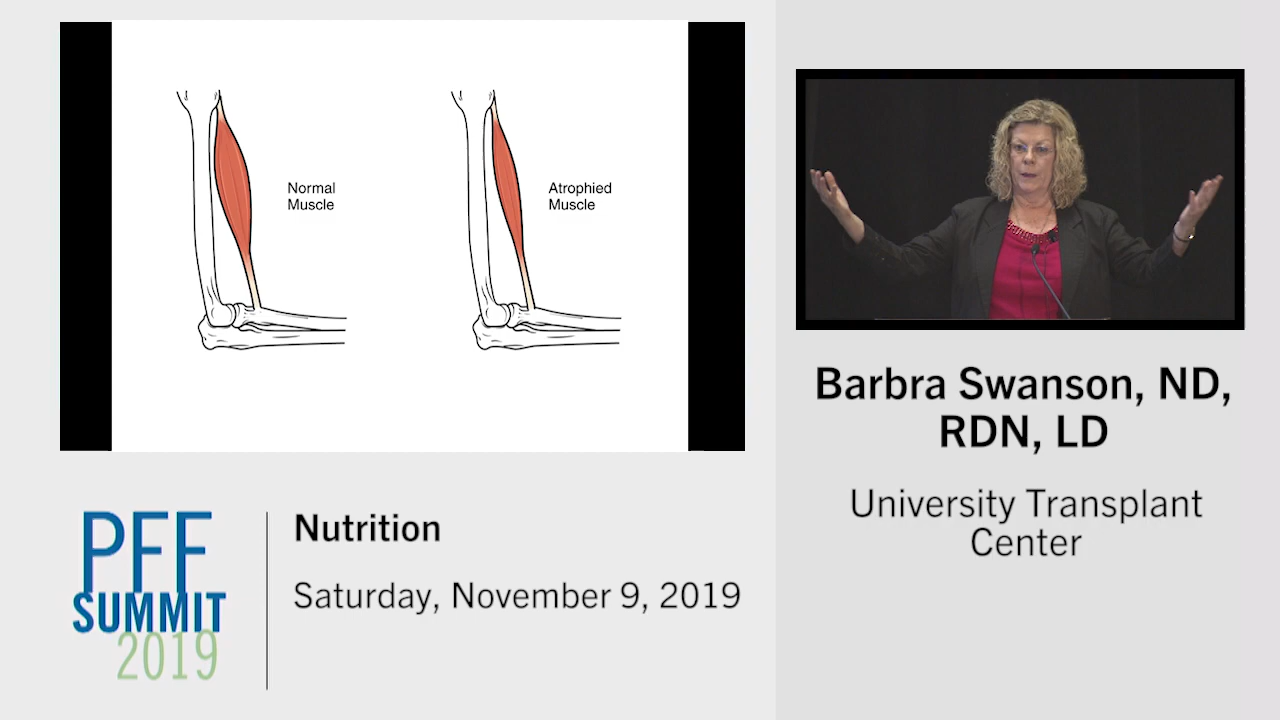 Normal
Muscle
Atrophied
Muscle
Barbra Swanson, ND,
RDN, LD
University Transplant
Center
PFF
SUMMIT
2019
Nutrition
Saturday, November 9, 2019